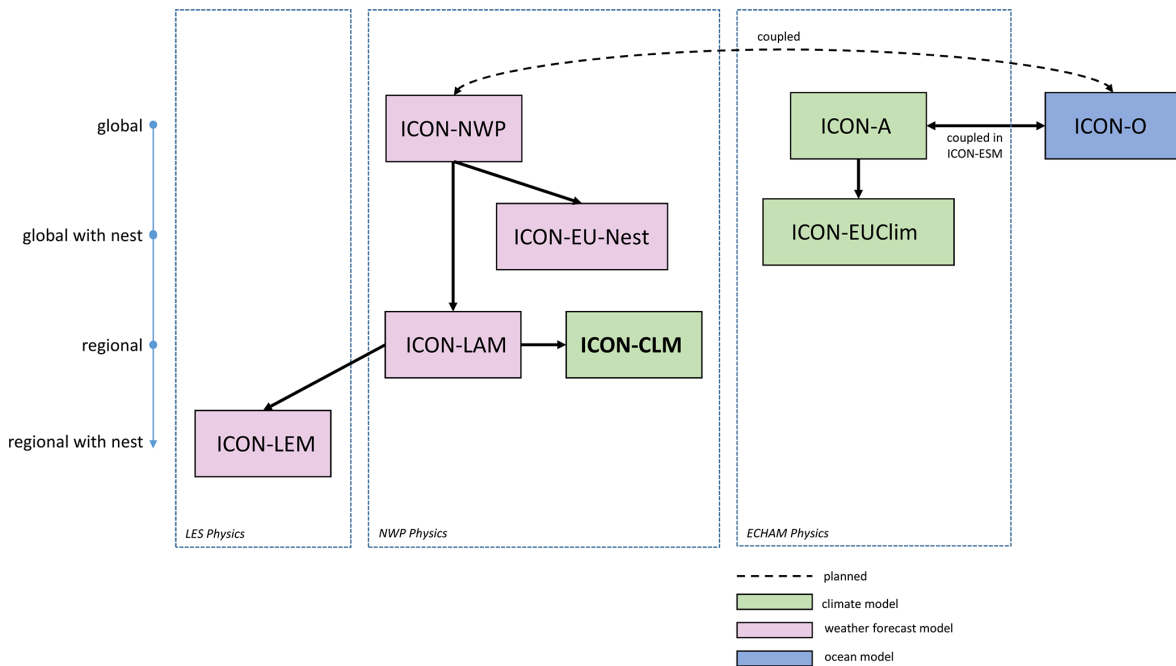 coupled
global
ICON-NWP
ICON-A
coupled in
ICON-ESM
ICON-O
global with nest
ICON-EU-Nest
ICON-EUClim
regional
ICON-LAM
ICON-CLM
regional with nest
ICON-LEM
LES Physics
NWP Physics
ECHAM Physics
planned
climate model
weather forecast model
ocean model